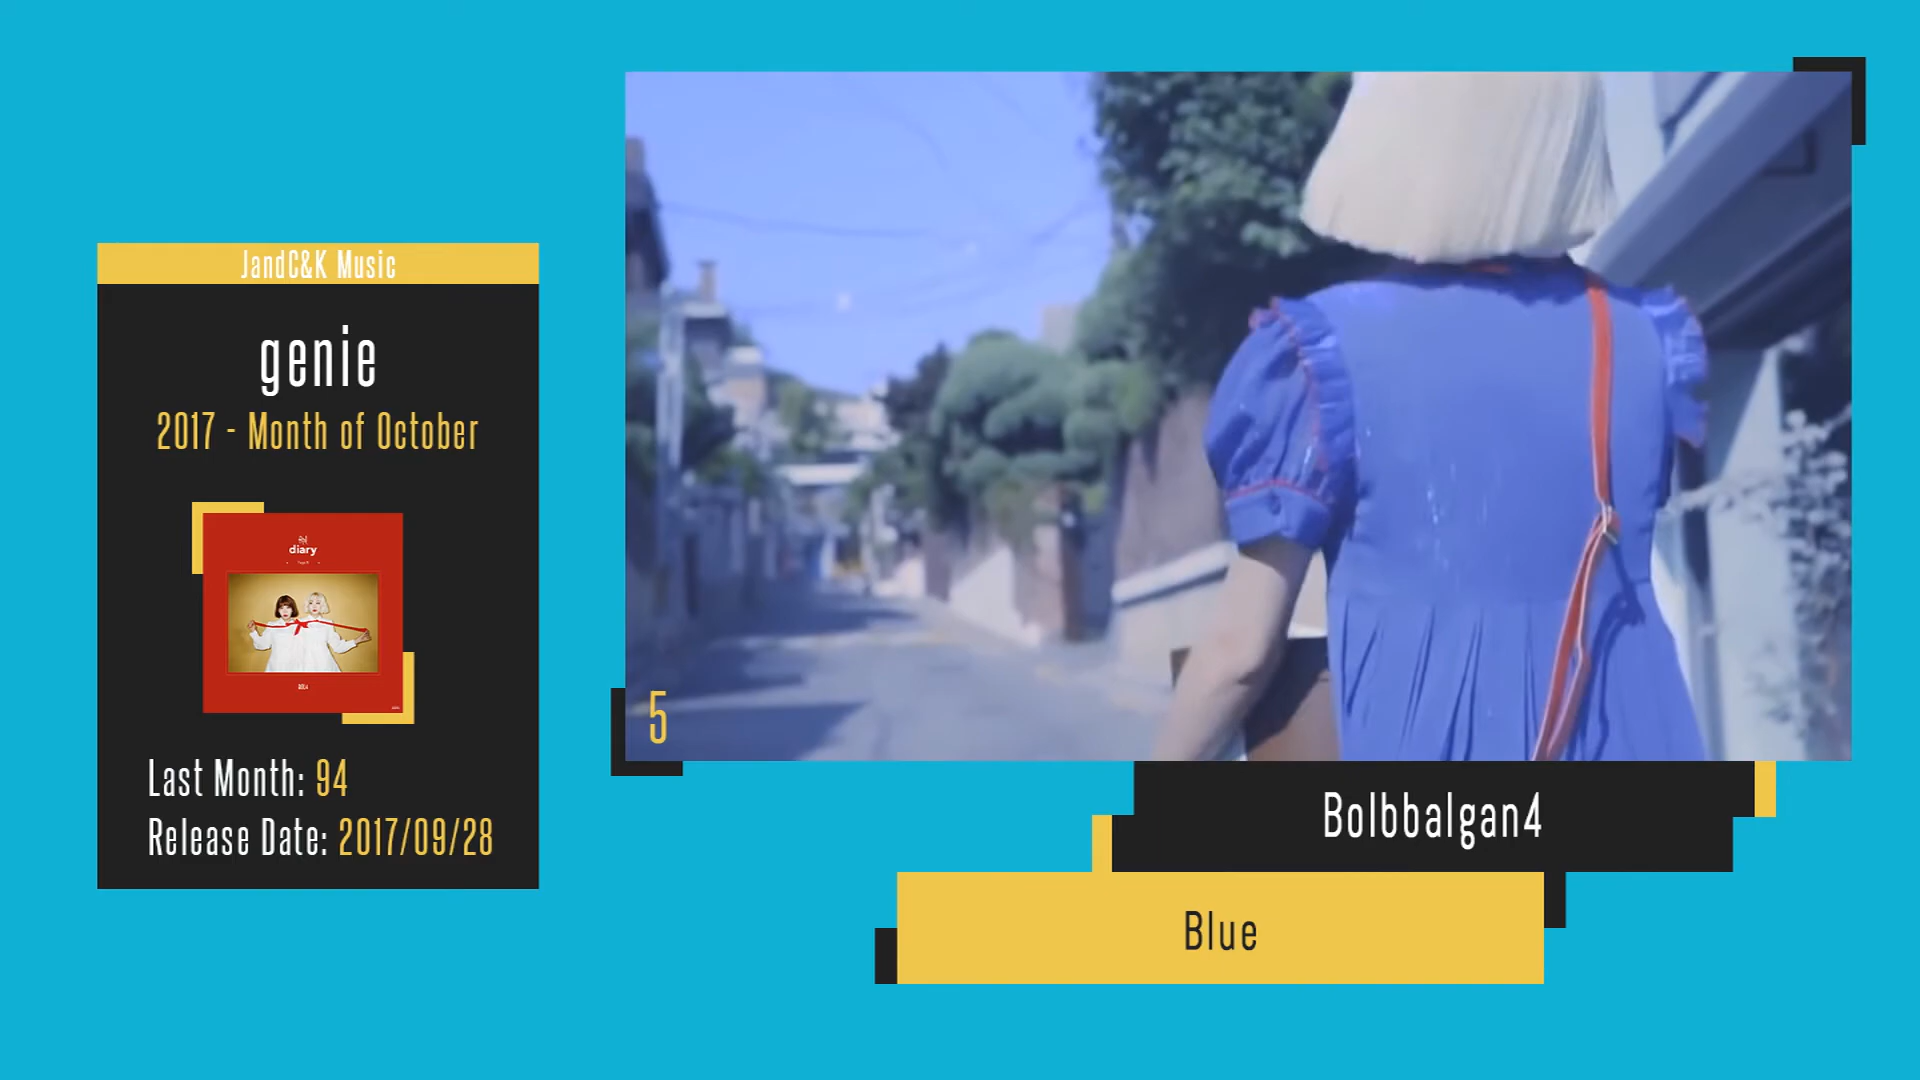 JandC&K Music
genie
2017 - Month of October
diary
Last Month: 94
Release Date: 2017/09/28
5
Bolbbalgan4
Blue